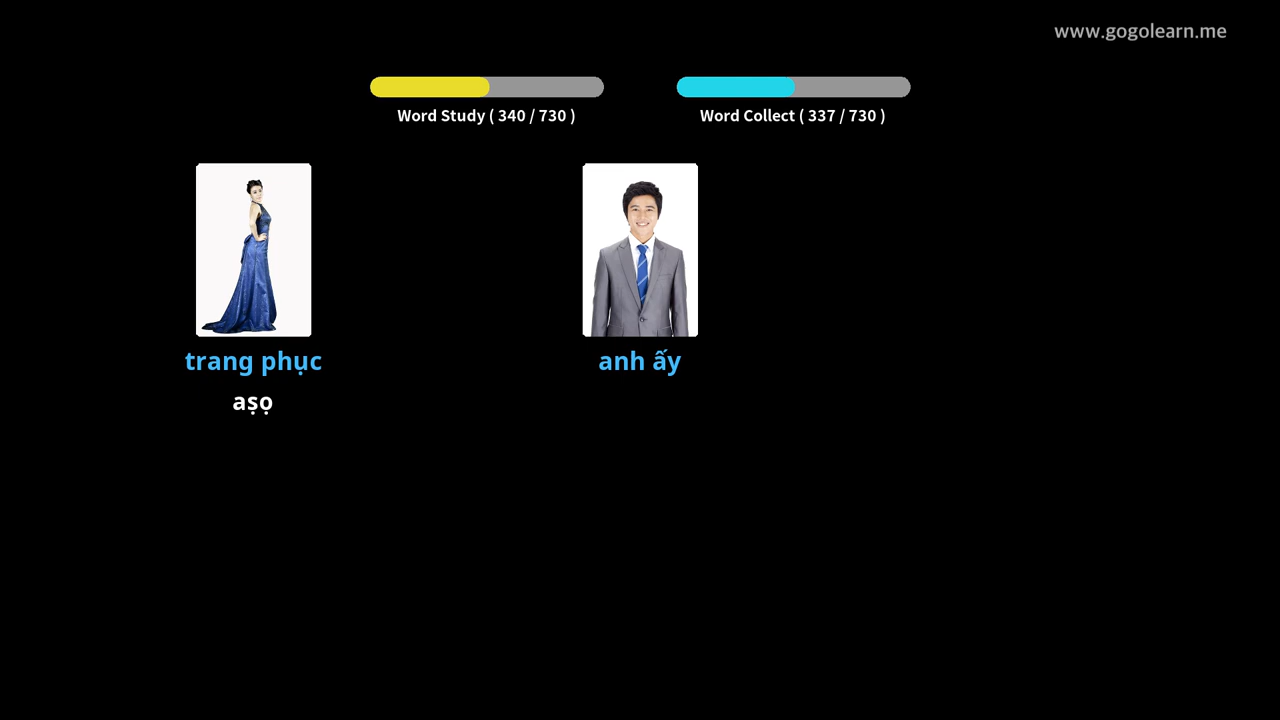 www.gogolearn.me
Word Study ( 340 / 730 )
Word Collect ( 337 / 730 )
trang phục
aṣọ
anh ấy